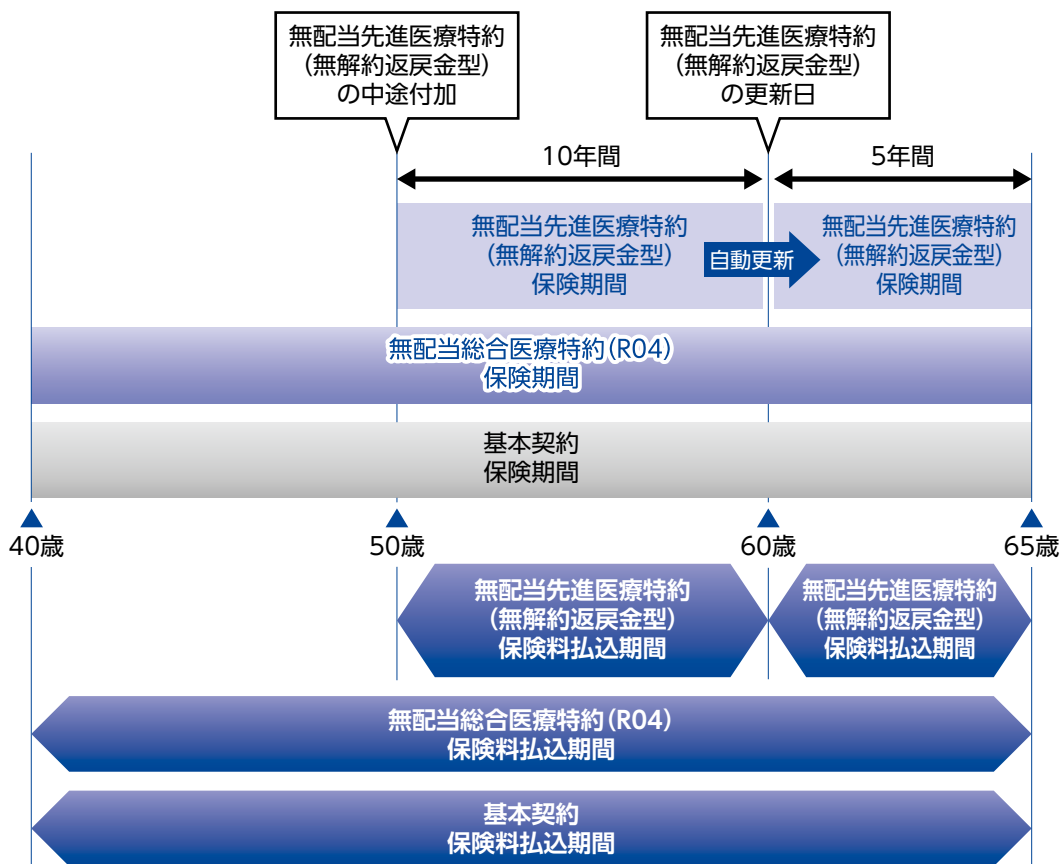 無配当先進医療特約
(無解約返戻金型)
の中途付加
無配当先進医療特約
(無解約返戻金型)
の更新日
10年間
5年間
無配当先進医療特約
(無解約返戻金型)
保険期間
自動更新
無配当先進医療特約
(無解約返戻金型)
保険期間
無配当総合医療特約(R04)
保険期間
基本契約
保険期間
40歳
50歳
60歳
65歳
無配当先進医療特約
(無解約返戻金型)
保険料払込期間
無配当先進医療特約
(無解約返戻金型)
保険料払込期間
無配当総合医療特約(R04)
保険料払込期間
基本契約
保険料払込期間